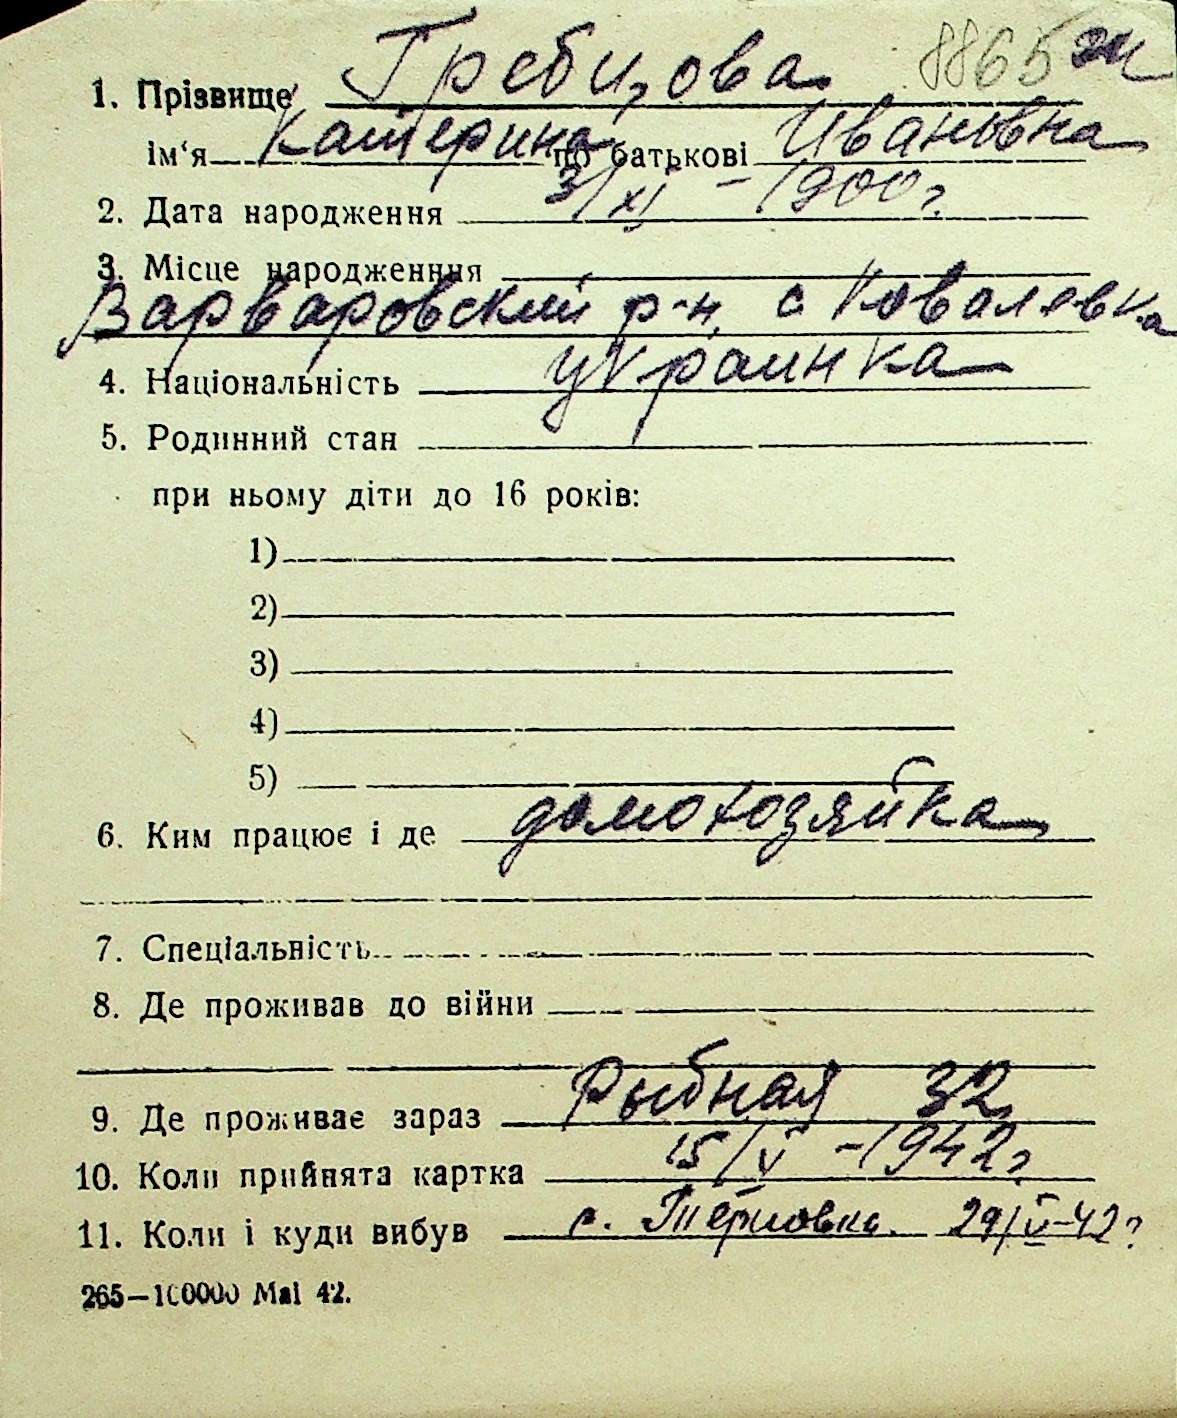 8865 ж
1. Прізвище Гребцова
ім'я Катерина по батькові Ивановна
2. Дата народження 3/XI - 1900 г.
3. Місце народженння
Варваровский р-н. с Ковалевка
4. Національність украинка
5. Родинний стан
при ньому діти до 16 років:
1)
2)
3)
4)
5)
6. Ким працює і де домохозяйка
7. Спеціальність
8. Де проживав до війни
9. Де проживає зараз Рыбная 32
10. Коли прийнята картка 15/V - 1942 г
11. Коли і куди вибув с. Терновка. 29/V-42 г
265—100000 Mai 42.